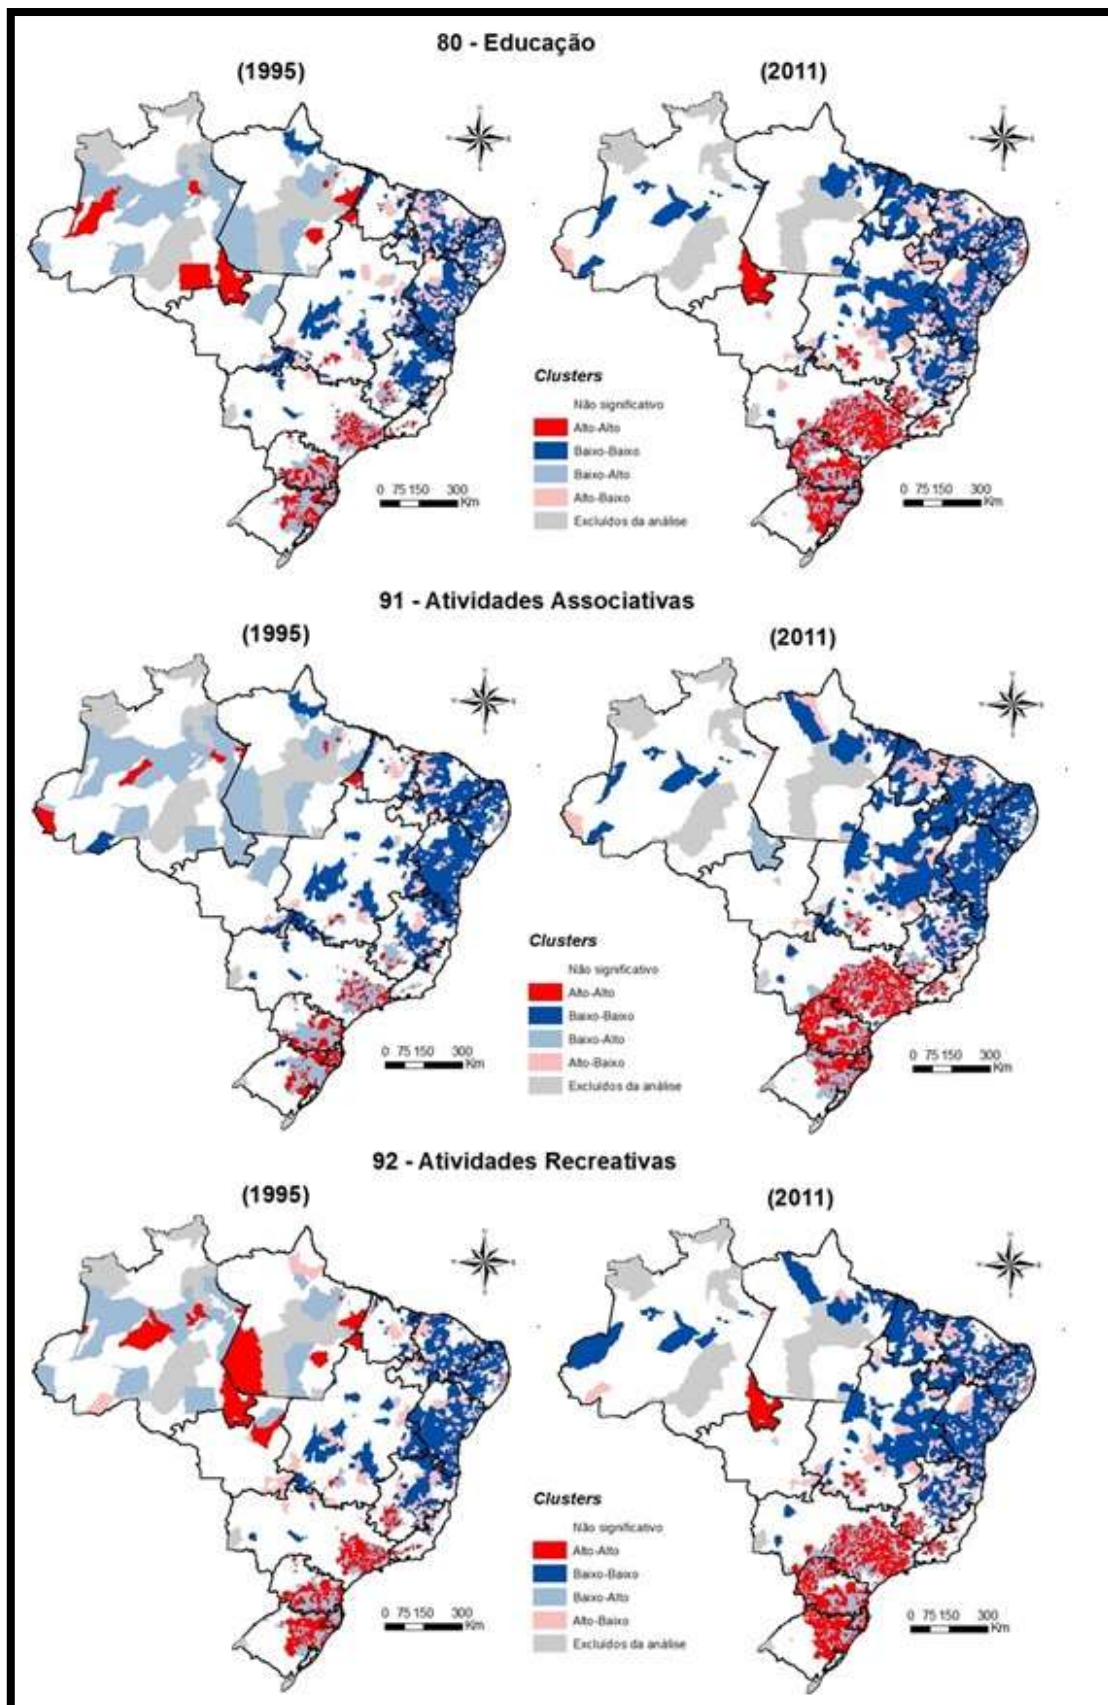 80 - Educação
(1995)
(2011)
Clusters
Não significativo
Alto-Alto
Baixo-Baixo
Baixo-Alto
Alto-Baixo
Excluídos da análise
0 75 150 300
Km
0 75 150 300
Km
91 - Atividades Associativas
(1995)
(2011)
Clusters
Não significativo
Alto-Alto
Baixo-Baixo
Baixo-Alto
Alto-Baixo
Excluídos da análise
0 75 150 300
Km
0 75 150 300
Km
92 - Atividades Recreativas
(1995)
(2011)
Clusters
Não significativo
Alto-Alto
Baixo-Baixo
Baixo-Alto
Alto-Baixo
Excluídos da análise
0 75 150 300
Km
0 75 150 300
Km